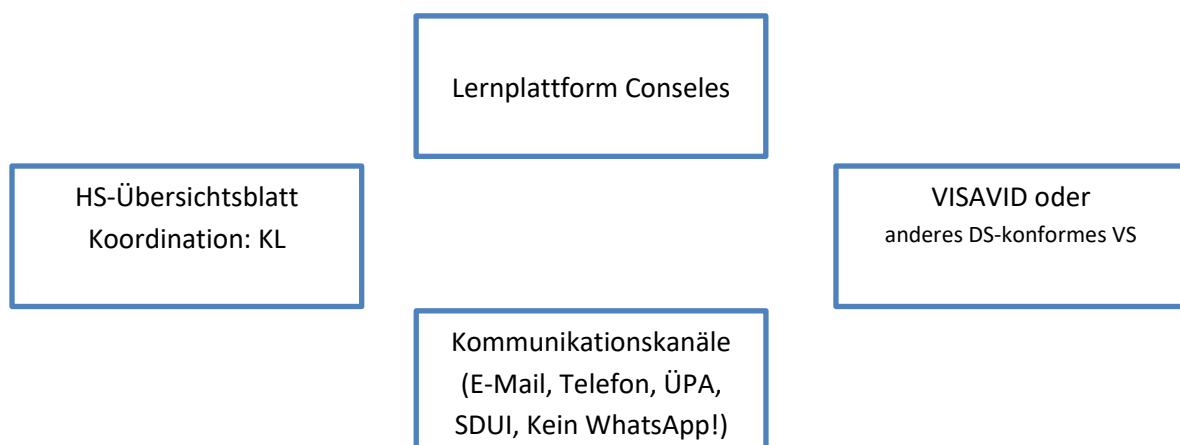 Lernplattform Conseles
HS-Übersichtsblatt
Koordination: KL
VISAVID oder
anderes DS-konformes VS
Kommunikationskanäle
(E-Mail, Telefon, ÜPA,
SDUI, Kein WhatsApp!)